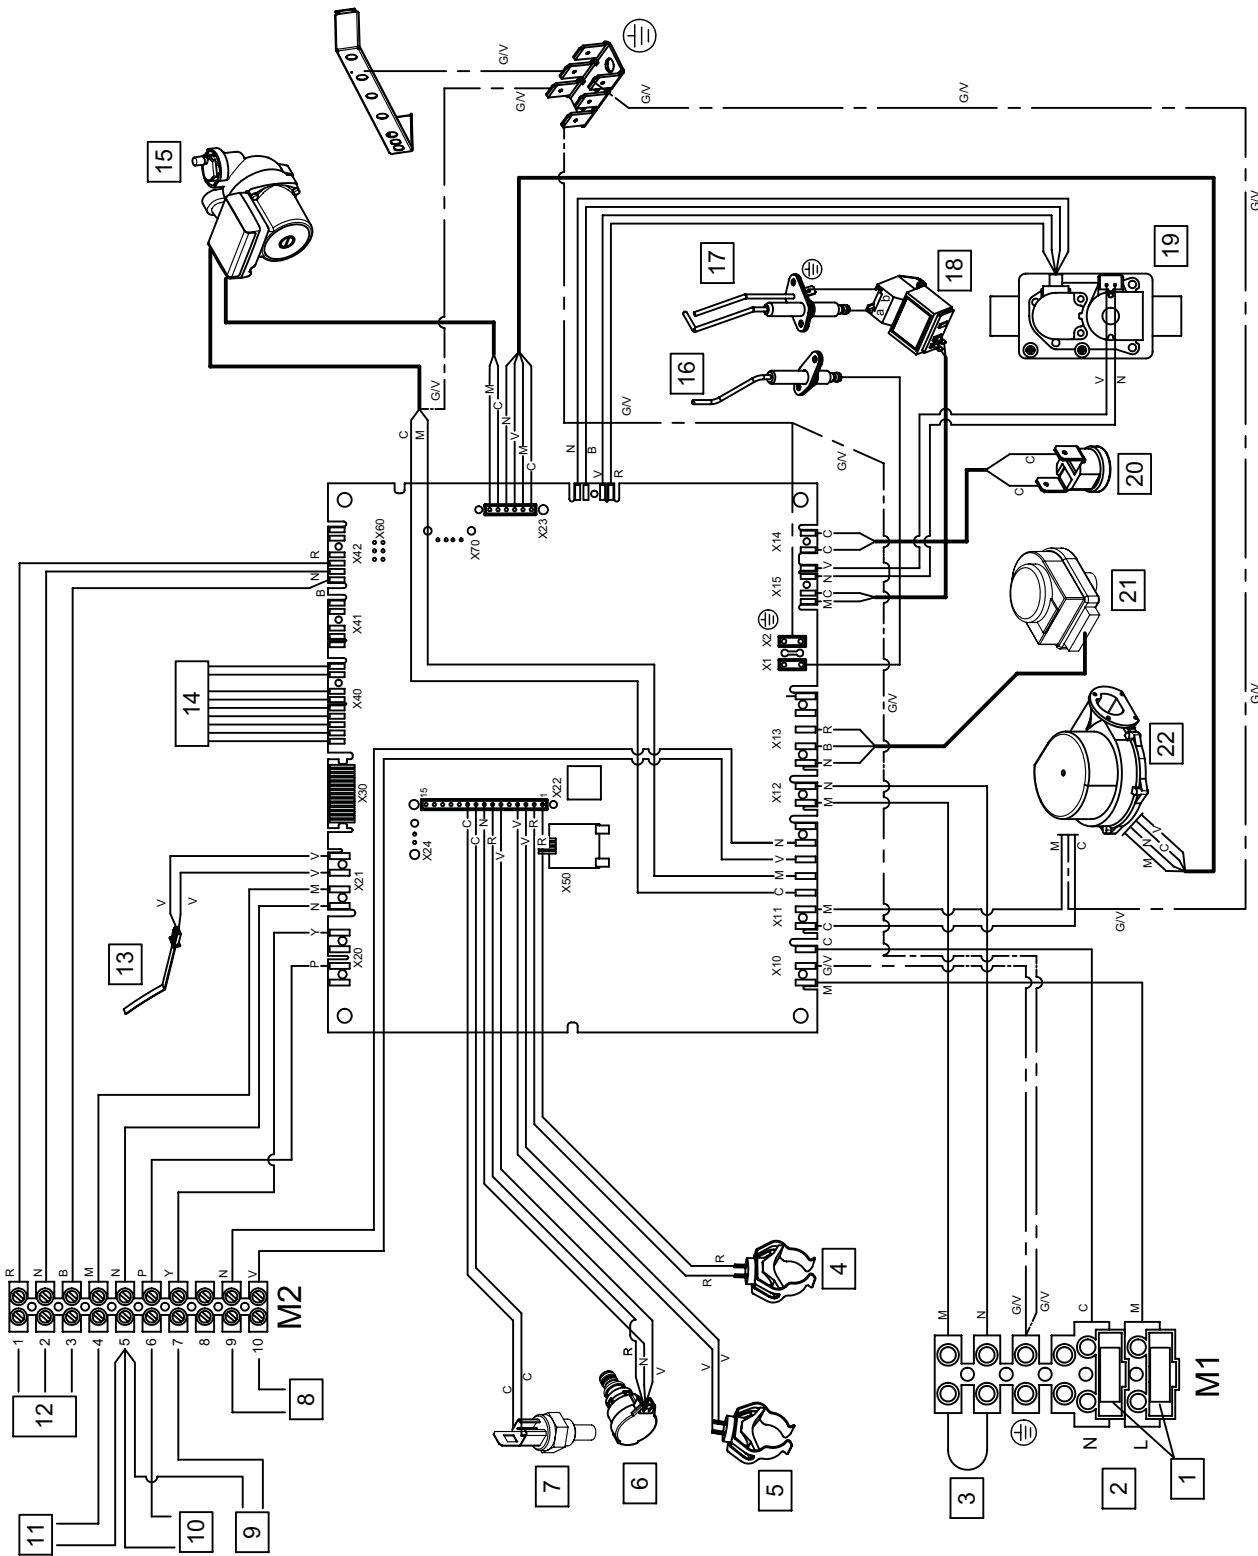 11
10
9
12
8
1
2
3
4
5
6
7
8
9
10
R
N
B
M
N
P
Y
N
V
M2
13
V
V
14
15
P
Y
N
M
V
V
B
N
R
X20
X21
X30
X40
X41
X42
X60
X70
X24
X50
X22
15
1
C
C
N
R
V
V
V
R
R
C
M
G/V
G/V
G/V
G/V
M
C
N
V
M
C
X23
N
B
V
R
G/V
7
C
C
6
R
N
V
5
V
V
4
R
R
X10
X11
X12
X13
X1
X2
X15
X14
M
G/V
C
C
M
C
M
V
N
M
N
N
B
R
M
C
N
V
C
C
16
17
18
a
b
19
V
N
20
C
C
21
22
M
C
M
N
C
V
G/V
G/V
G/V
G/V
G/V
G/V
3
2
1
N
L
M
N
G/V
G/V
C
M
M1